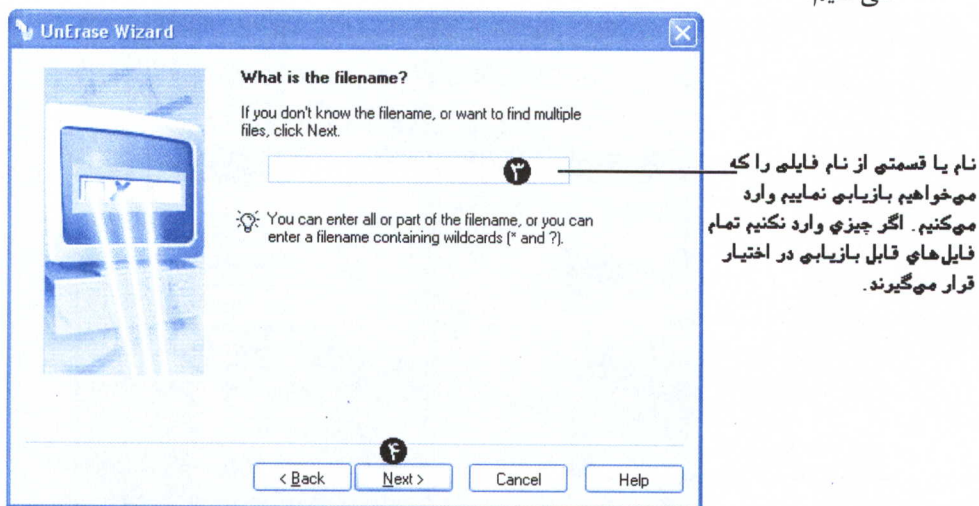 UnErase Wizard
What is the filename?
If you don't know the filename, or want to find multiple
files, click Next.
۳
You can enter all or part of the filename, or you can
enter a filename containing wildcards (* and ?).
نام یا قسمتی از نام فایلی را که
می‌خواهیم بازیابی نماییم وارد
می‌کنیم. اگر چیزی وارد نکنیم تمام
فایل‌های قابل بازیابی در اختیار
قرار می‌گیرند.
۴
< Back Next > Cancel Help